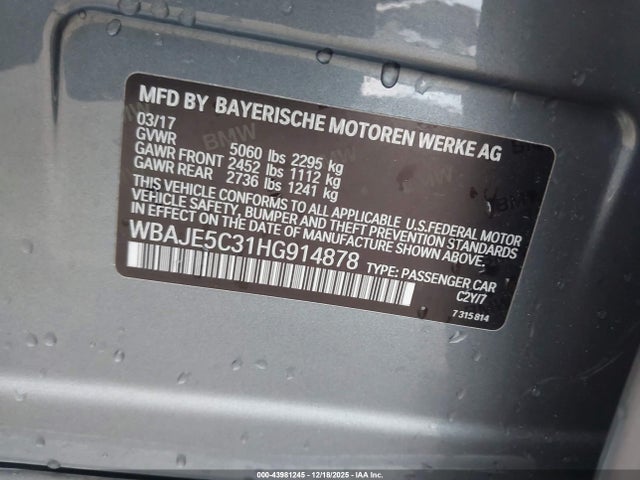 MFD BY BAYERISCHE MOTOREN WERKE AG
03/17
GVWR 5060 lbs 2295 kg
GAWR FRONT 2452 lbs 1112 kg
GAWR REAR 2736 lbs 1241 kg
THIS VEHICLE CONFORMS TO ALL APPLICABLE U.S.FEDERAL MOTOR
VEHICLE SAFETY, BUMPER AND THEFT PREVENTION STANDARDS
IN EFFECT ON THE DATE OF MANUFACTURE SHOWN ABOVE.
WBAJE5C31HG914878 TYPE: PASSENGER CAR
C2Y/7
7 315 814
000-43981245 - 12/18/2025 - IAA, Inc.